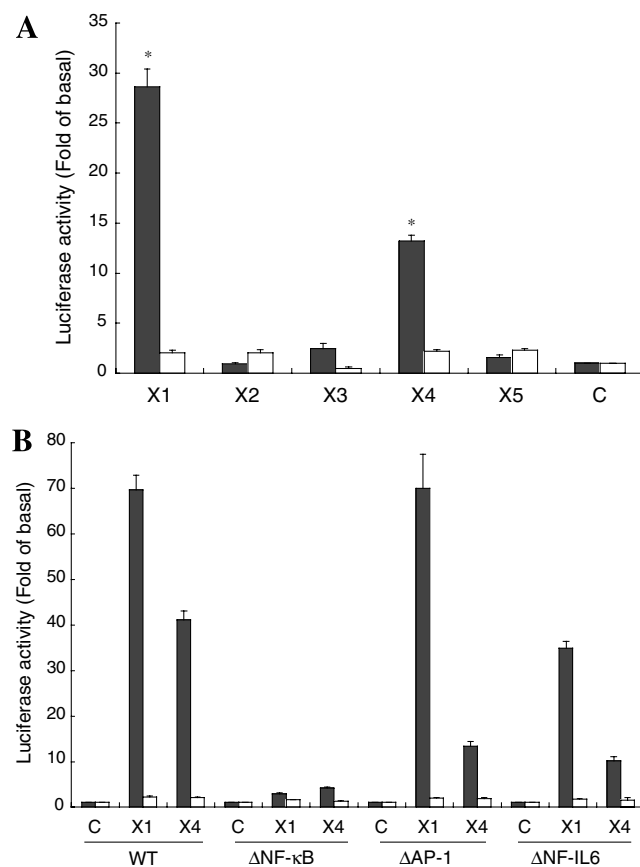 A
Luciferase activity (Fold of basal)
35
30
25
20
15
10
5
0
*
*
X1 X2 X3 X4 X5 C
B
Luciferase activity (Fold of basal)
80
70
60
50
40
30
20
10
0
C X1 X4 C X1 X4 C X1 X4 C X1 X4
WT ΔNF-κB ΔAP-1 ΔNF-IL6